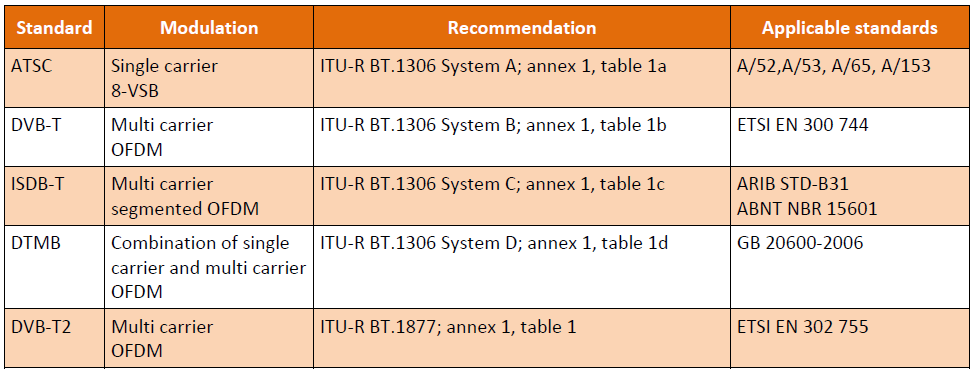 Standard Modulation Recommendation Applicable standards
ATSC Single carrier ITU-R BT.1306 System A; annex 1, table 1a A/52,A/53, A/65, A/153
8-VSB
DVB-T Multi carrier ITU-R BT.1306 System B; annex 1, table 1b ETSI EN 300 744
OFDM
ISDB-T Multi carrier ITU-R BT.1306 System C; annex 1, table 1c ARIB STD-B31
segmented OFDM ABNT NBR 15601
DTMB Combination of single ITU-R BT.1306 System D; annex 1, table 1d GB 20600-2006
carrier and multi carrier
OFDM
DVB-T2 Multi carrier ITU-R BT.1877; annex 1, table 1 ETSI EN 302 755
OFDM